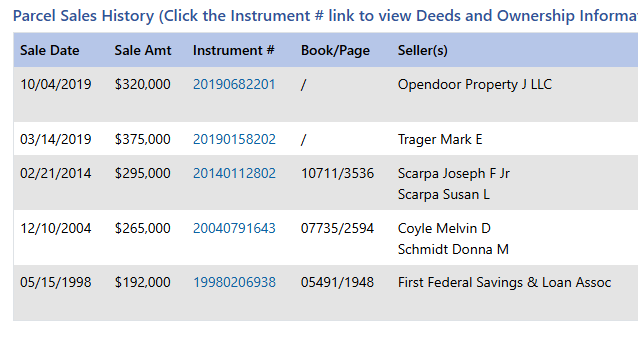 Parcel Sales History (Click the Instrument # link to view Deeds and Ownership Informa
Sale Date Sale Amt Instrument # Book/Page Seller(s)
10/04/2019 $320,000 20190682201 / Opendoor Property J LLC
03/14/2019 $375,000 20190158202 / Trager Mark E
02/21/2014 $295,000 20140112802 10711/3536 Scarpa Joseph F Jr
Scarpa Susan L
12/10/2004 $265,000 20040791643 07735/2594 Coyle Melvin D
Schmidt Donna M
05/15/1998 $192,000 19980206938 05491/1948 First Federal Savings & Loan Assoc